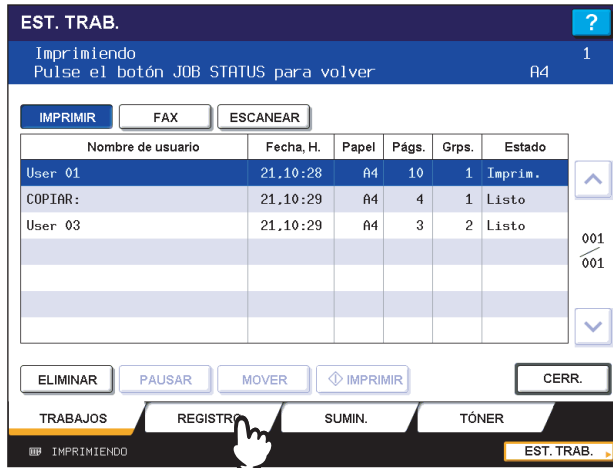 EST. TRAB. ?
Imprimiendo 1
Pulse el botón JOB STATUS para volver A4
IMPRIMIR FAX ESCANEAR
Nombre de usuario Fecha, H. Papel Págs. Grps. Estado
User 01 21,10:28 A4 10 1 Imprim.
COPIAR: 21,10:29 A4 4 1 Listo
User 03 21,10:29 A4 3 2 Listo
001
001
ELIMINAR PAUSAR MOVER IMPRIMIR CERR.
TRABAJOS REGISTRO SUMIN. TÓNER
IMPRIMIENDO EST. TRAB.